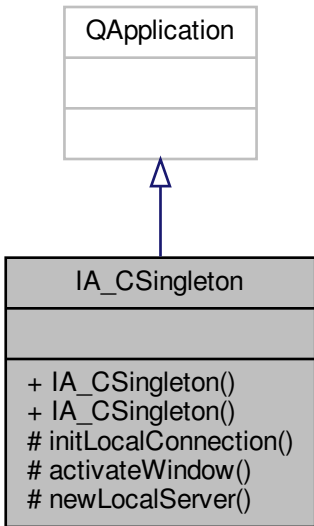 QApplication
IA_CSingleton
+ IA_CSingleton()
+ IA_CSingleton()
# initLocalConnection()
# activateWindow()
# newLocalServer()